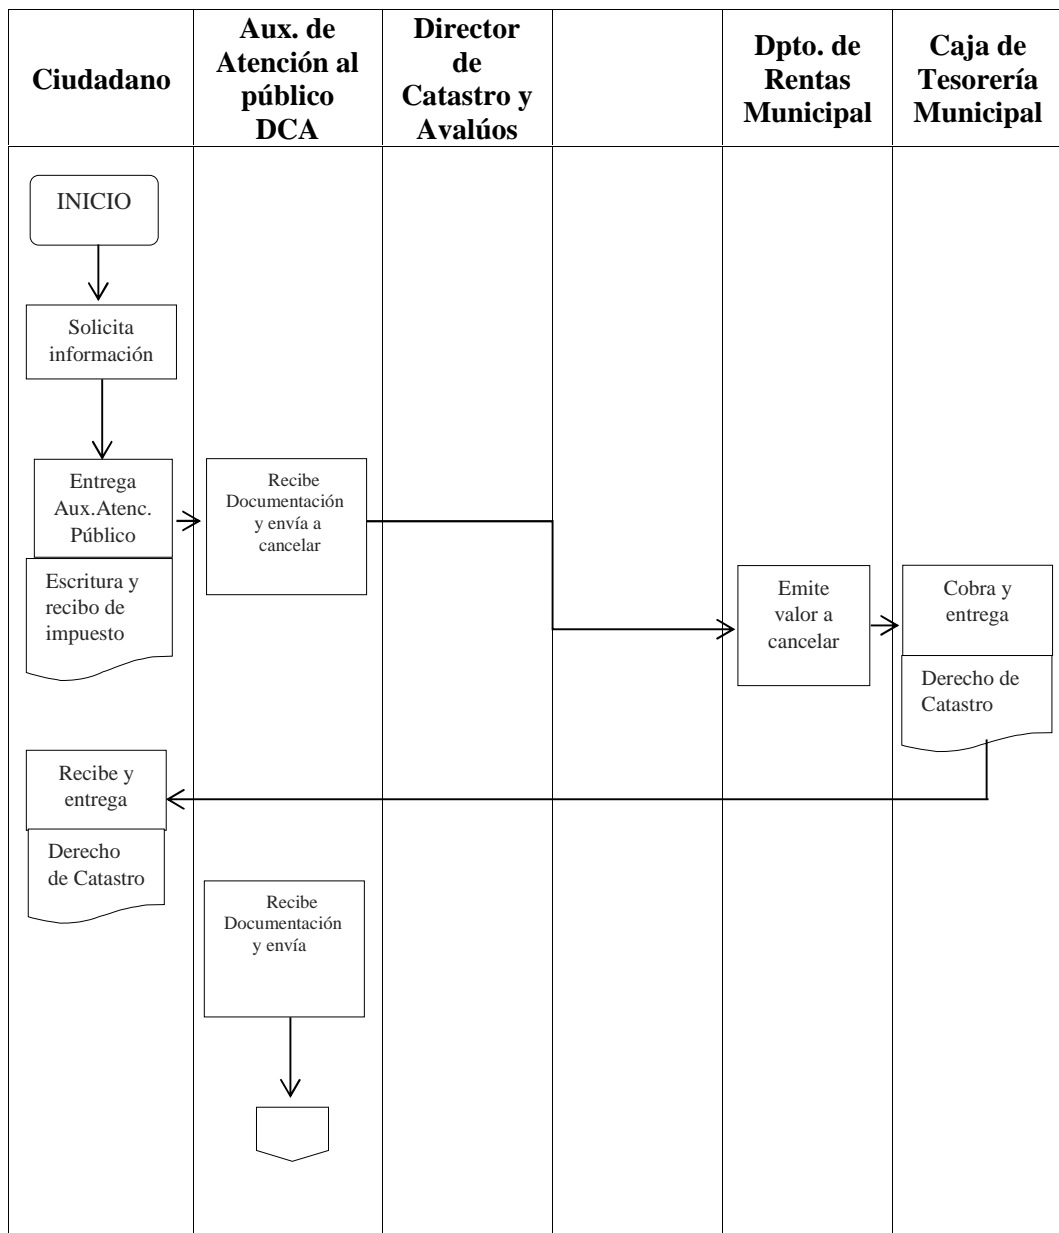 Ciudadano
Aux. de
Atención al
público
DCA
Director
de
Catastro y
Avalúos
Dpto. de
Rentas
Municipal
Caja de
Tesorería
Municipal
INICIO
Solicita
información
Entrega
Aux.Atenc.
Público
Escritura y
recibo de
impuesto
Recibe
Documentación
y envía a
cancelar
Emite
valor a
cancelar
Cobra y
entrega
Derecho de
Catastro
Recibe y
entrega
Derecho
de Catastro
Recibe
Documentación
y envía